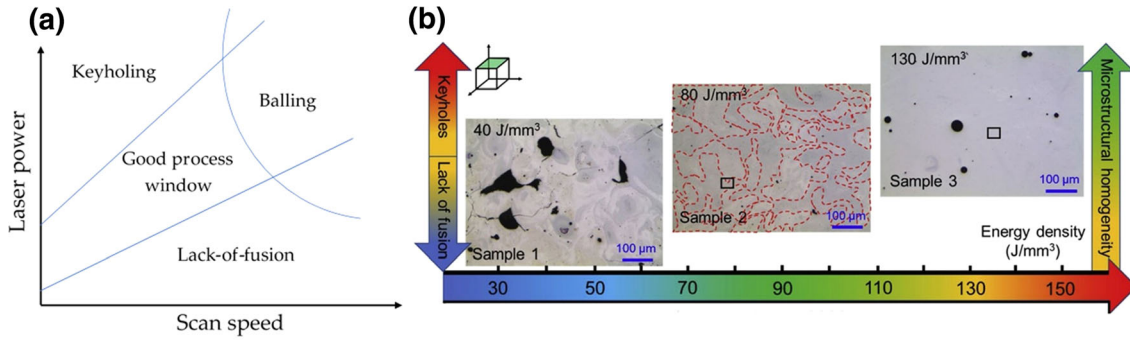 (a)
Keyholing
Balling
Good process
window
Lack-of-fusion
Laser power
Scan speed
(b)
Keyholes
Lack of fusion
40 J/mm³
Sample 1
100 µm
80 J/mm³
Sample 2
100 µm
130 J/mm³
Sample 3
100 µm
Microstructural homogeneity
Energy density
(J/mm³)
30 50 70 90 110 130 150